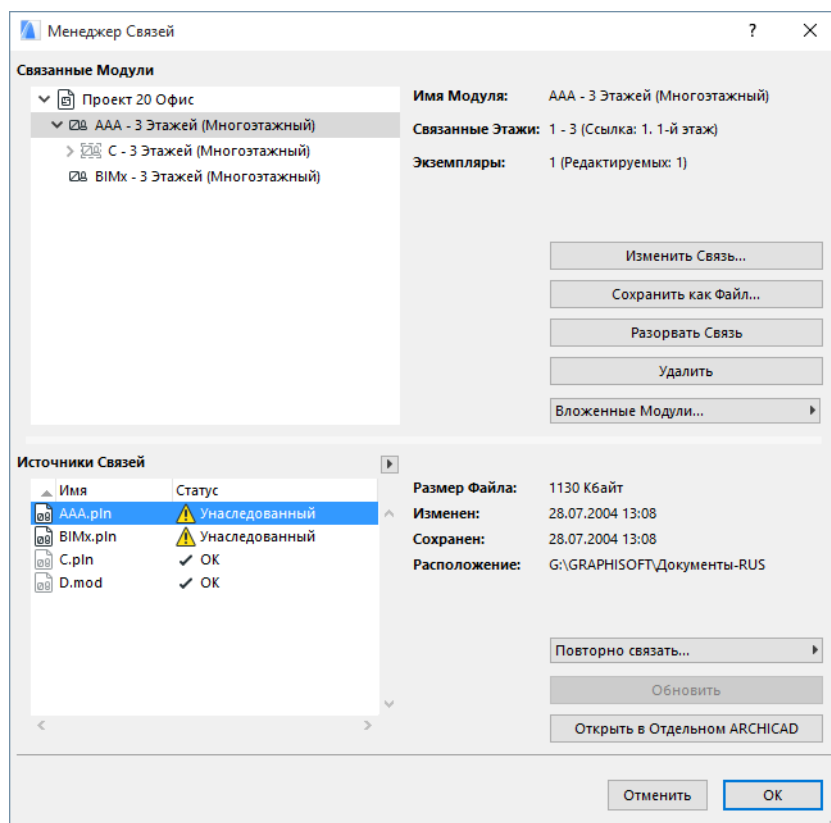 Менеджер Связей
?
Связанные Модули
Проект 20 Офис
AAA - 3 Этажей (Многоэтажный)
C - 3 Этажей (Многоэтажный)
BIMx - 3 Этажей (Многоэтажный)
Имя Модуля: AAA - 3 Этажей (Многоэтажный)
Связанные Этажи: 1 - 3 (Ссылка: 1. 1-й этаж)
Экземпляры: 1 (Редактируемых: 1)
Изменить Связь...
Сохранить как Файл...
Разорвать Связь
Удалить
Вложенные Модули...
Источники Связей
Имя Статус
AAA.pln Унаследованный
BIMx.pln Унаследованный
C.pln OK
D.mod OK
Размер Файла: 1130 Кбайт
Изменен: 28.07.2004 13:08
Сохранен: 28.07.2004 13:08
Расположение: G:\GRAPHISOFT\Документы-RUS
Повторно связать...
Обновить
Открыть в Отдельном ARCHICAD
Отменить
OK